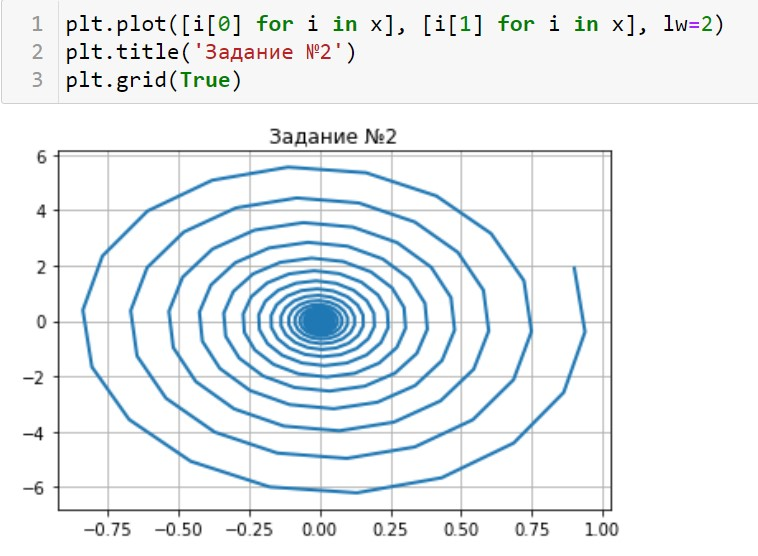 1 plt.plot([i[0] for i in x], [i[1] for i in x], lw=2)
2 plt.title('Задание №2')
3 plt.grid(True)
Задание №2
6
4
2
0
−2
−4
−6
−0.75 −0.50 −0.25 0.00 0.25 0.50 0.75 1.00